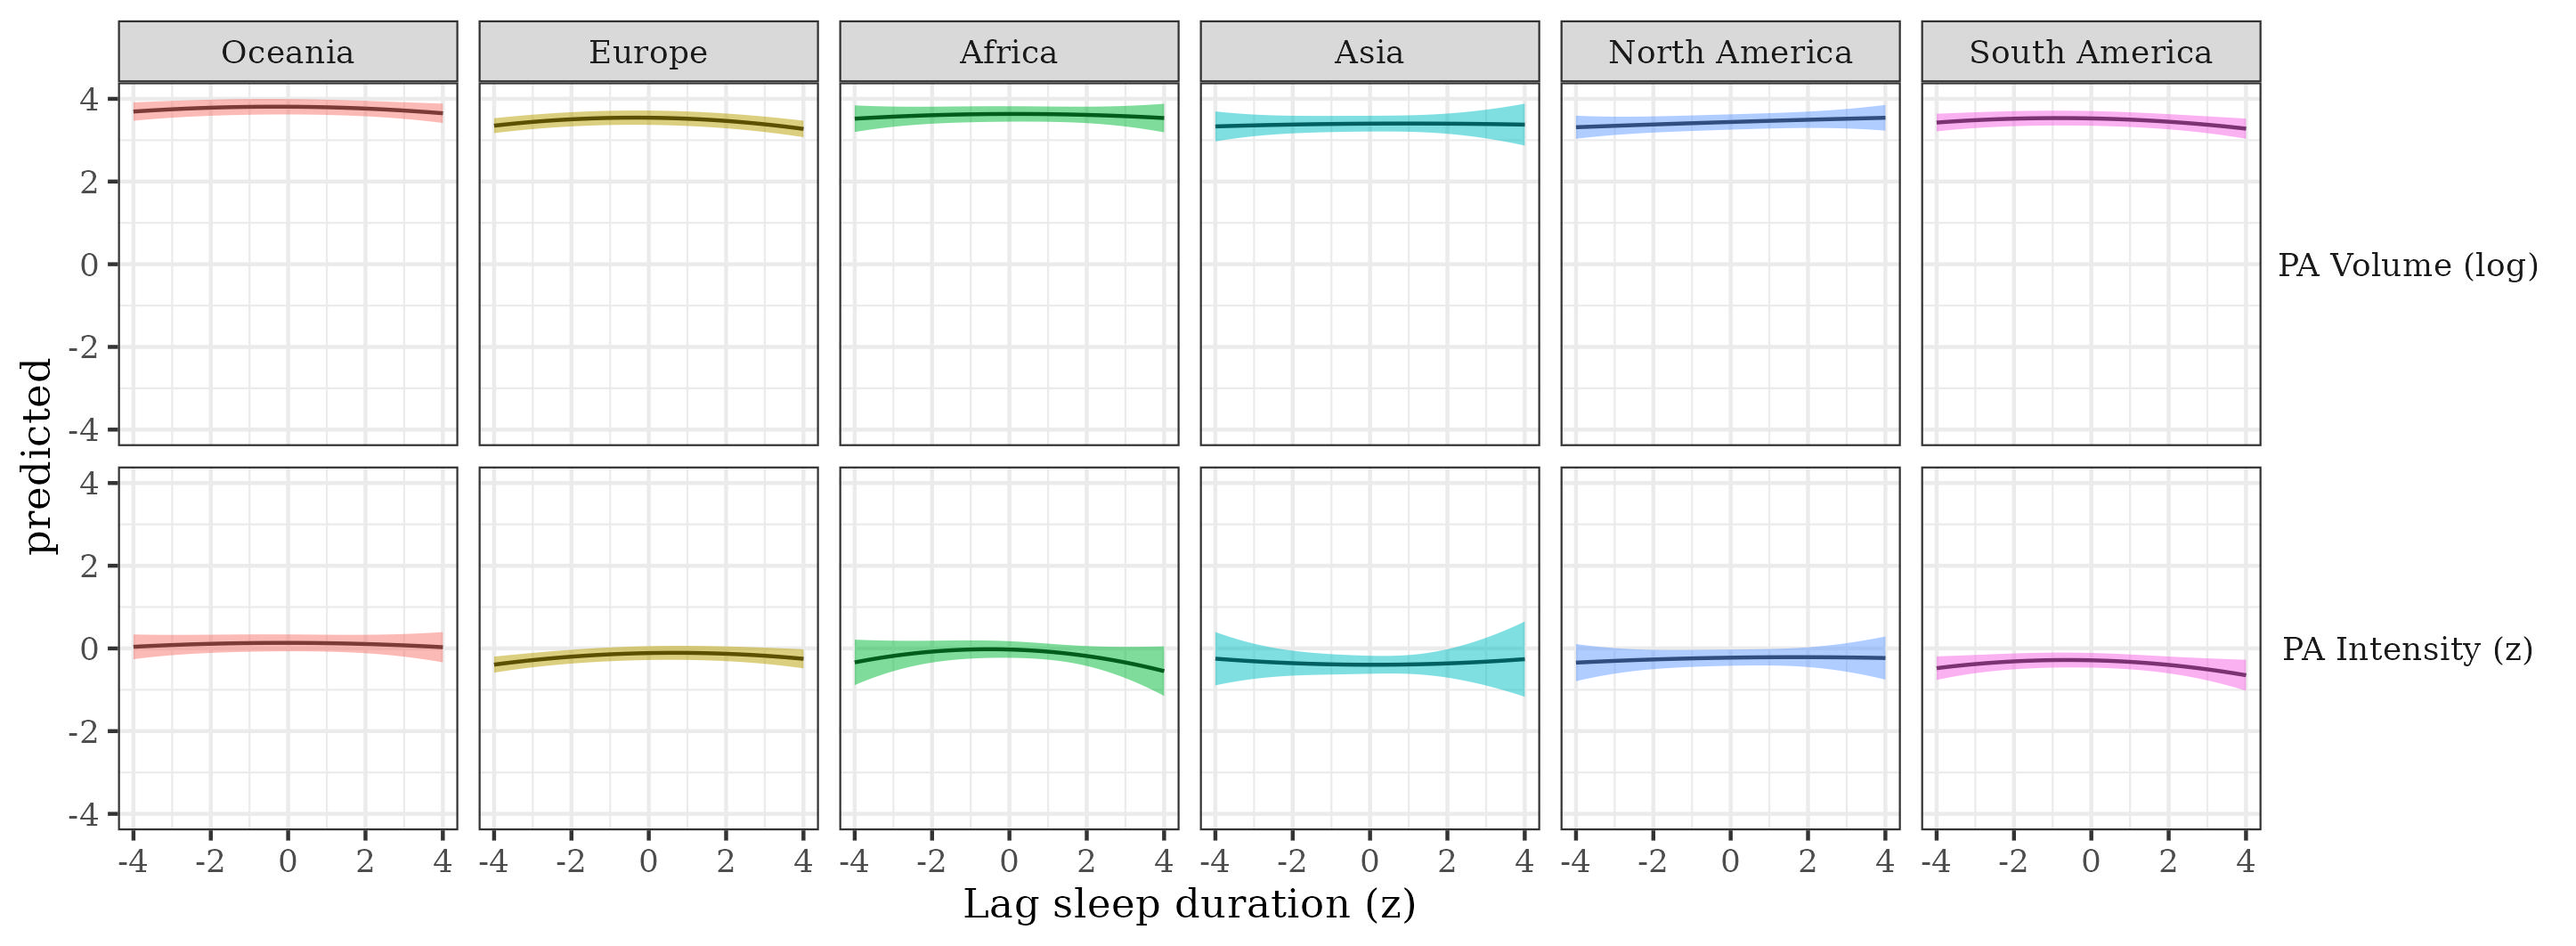 Oceania Europe Africa Asia North America South America
4
2
0
-2
-4
PA Volume (log)
predicted
4
2
0
-2
-4
PA Intensity (z)
-4 -2 0 2 4 -4 -2 0 2 4 -4 -2 0 2 4 -4 -2 0 2 4 -4 -2 0 2 4 -4 -2 0 2 4
Lag sleep duration (z)